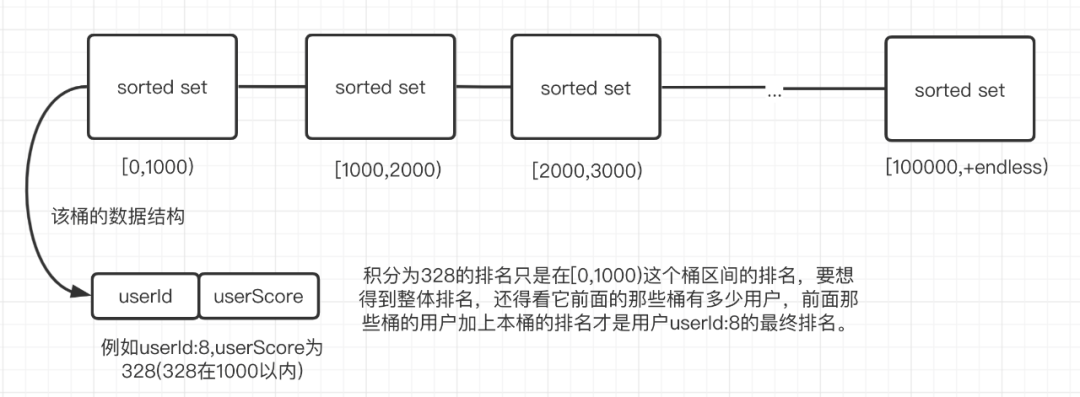 sorted set
sorted set
sorted set
...
sorted set
[0,1000)
[1000,2000)
[2000,3000)
[100000,+endless)
该桶的数据结构
userId
userScore
例如userId:8,userScore为
328(328在1000以内)
积分为328的排名只是在[0,1000)这个桶区间的排名，要想
得到整体排名，还得看它前面的那些桶有多少用户，前面那
些桶的用户加上本桶的排名才是用户userId:8的最终排名。